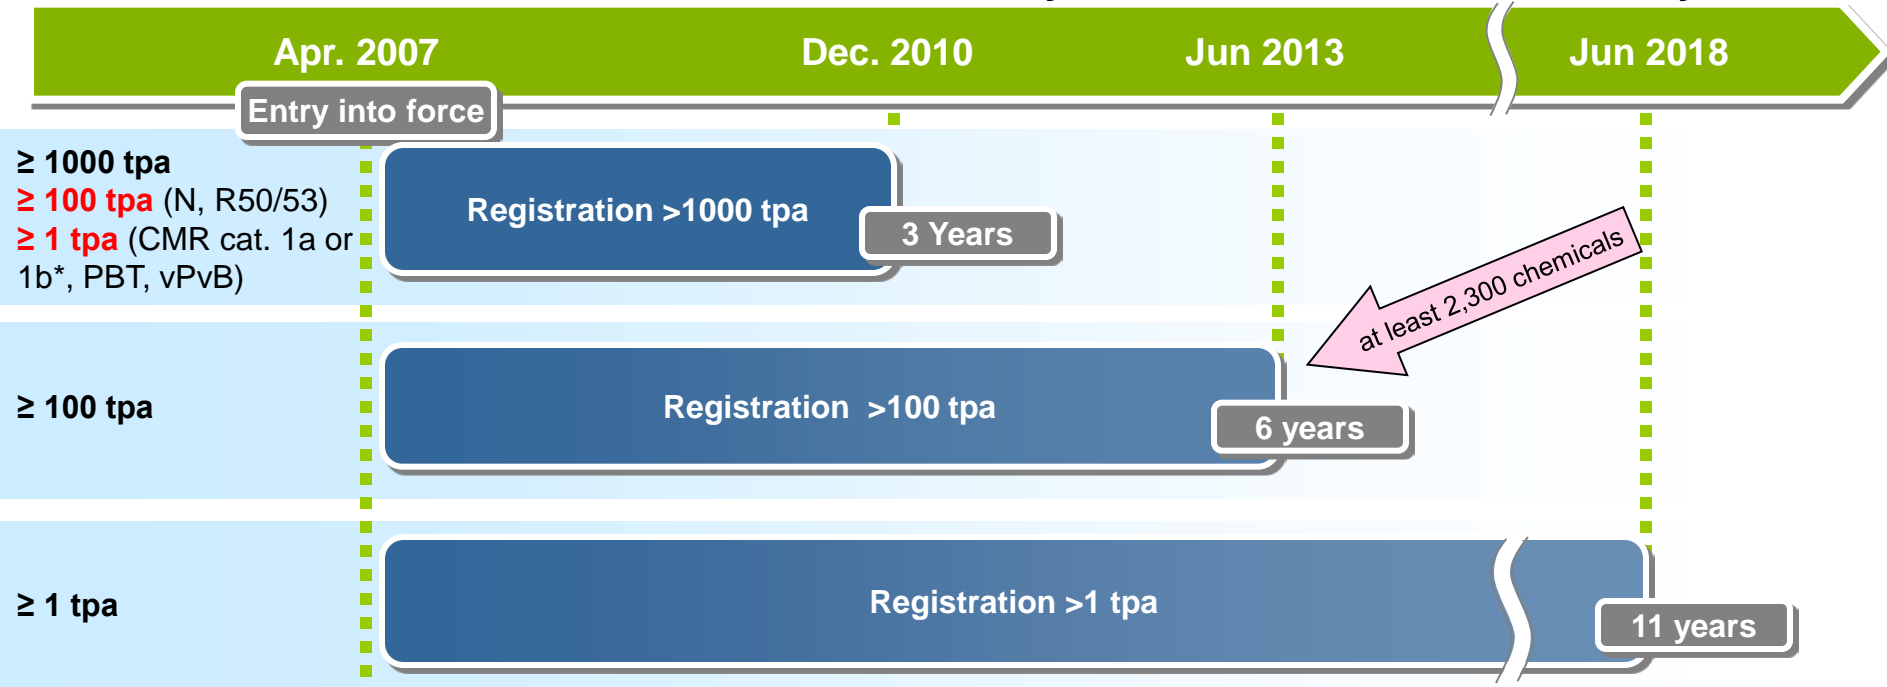 Apr. 2007
Dec. 2010
Jun 2013
Jun 2018
Entry into force
≥ 1000 tpa
≥ 100 tpa (N, R50/53)
≥ 1 tpa (CMR cat. 1a or
1b*, PBT, vPvB)
Registration >1000 tpa
3 Years
at least 2,300 chemicals
≥ 100 tpa
Registration >100 tpa
6 years
≥ 1 tpa
Registration >1 tpa
11 years